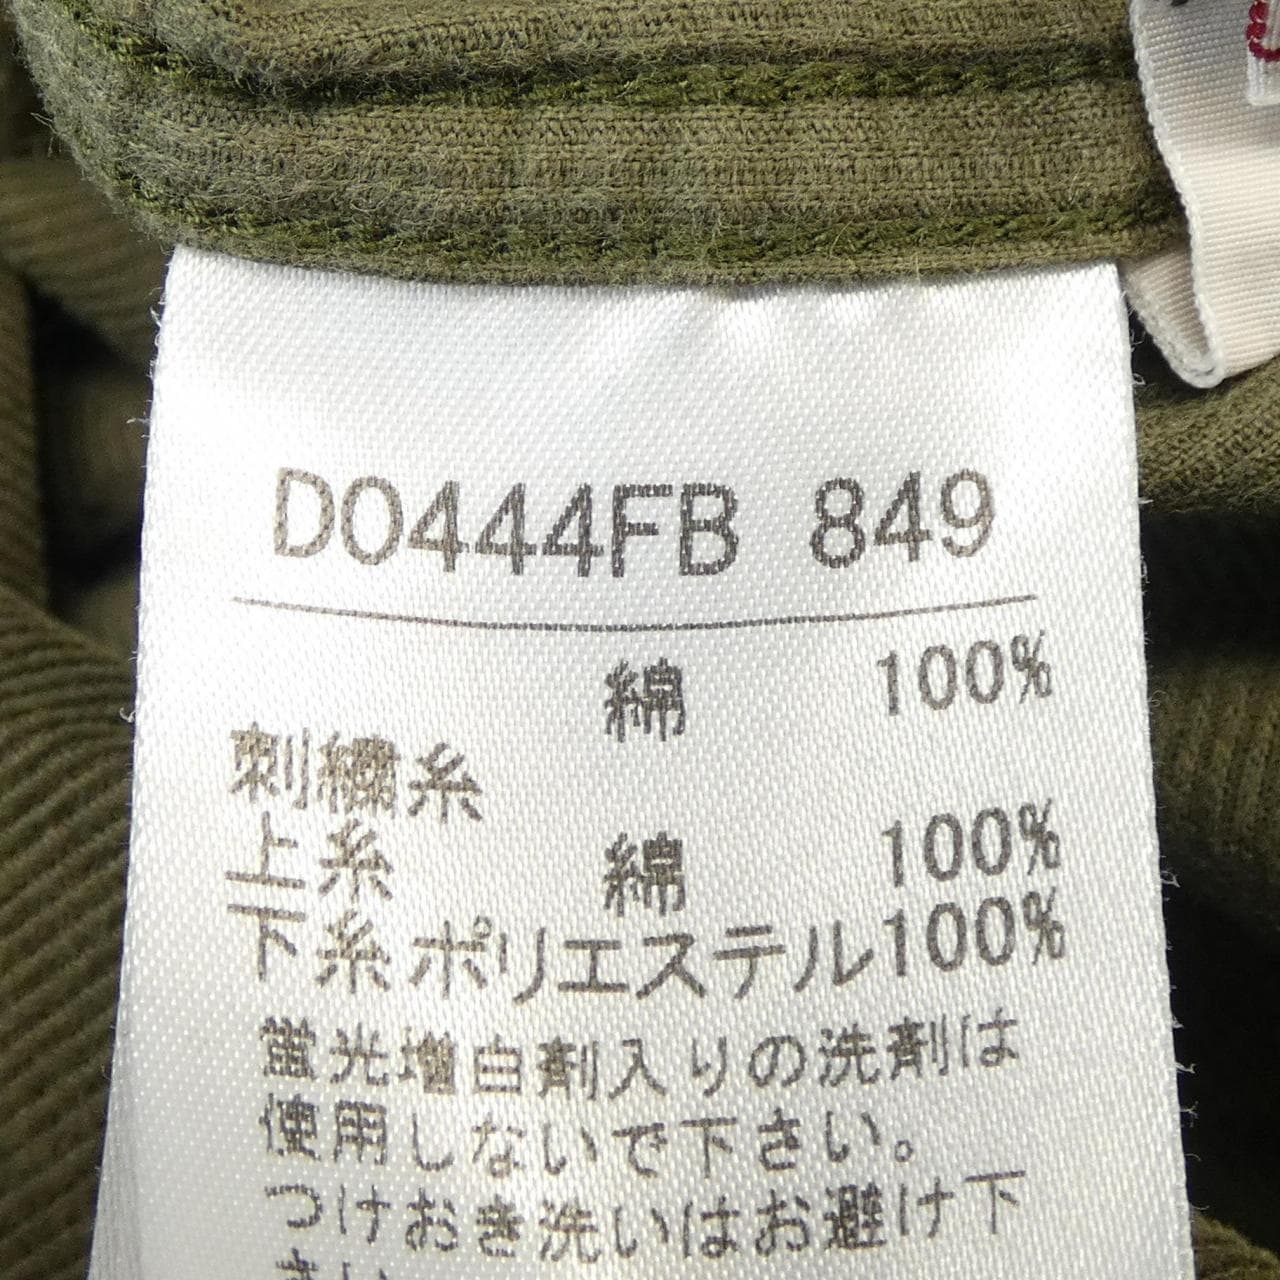 D0444FB 849
綿 100%
刺繍糸
上糸 綿 100%
下糸ポリエステル100%
蛍光増白剤入りの洗剤は
使用しないで下さい。
つけおき洗いはお避け下
さい